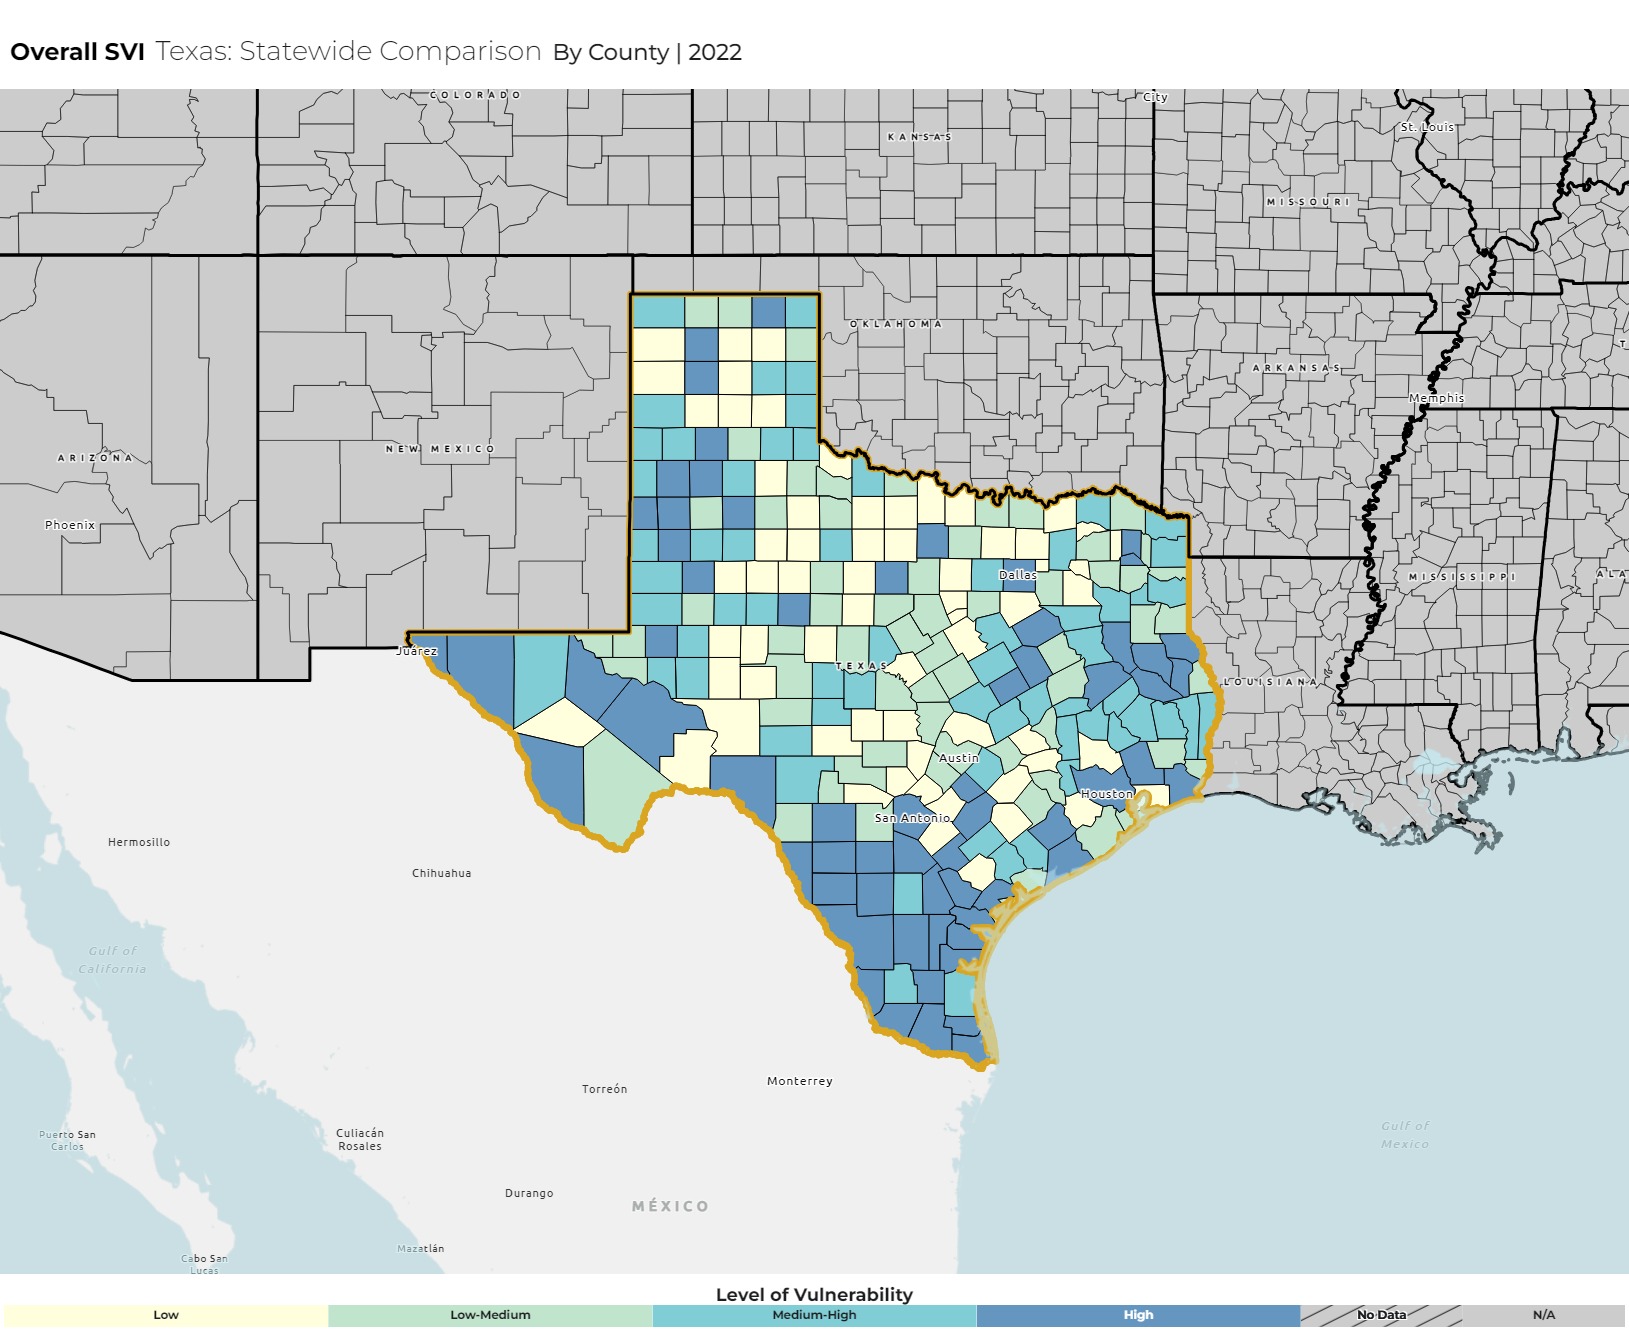 Overall SVI Texas: Statewide Comparison By County | 2022
COLORADO
City
KANSAS
St. Louis
MISSOURI
OKLAHOMA
T
ARKANSAS
Memphis
NEW MEXICO
ARIZONA
Phoenix
Dallas
MISSISSIPPI
ALA
Juárez
TEXAS
LOUISIANA
Austin
Houston
San Antonio
Hermosillo
Chihuahua
Gulf of
California
Monterrey
Torreón
Puerto San
Carlos
Culiacán
Rosales
Gulf of
Mexico
Durango
MÉXICO
Mazatlán
Cabo San
Lucas
Level of Vulnerability
Low
Low-Medium
Medium-High
High
No Data
N/A